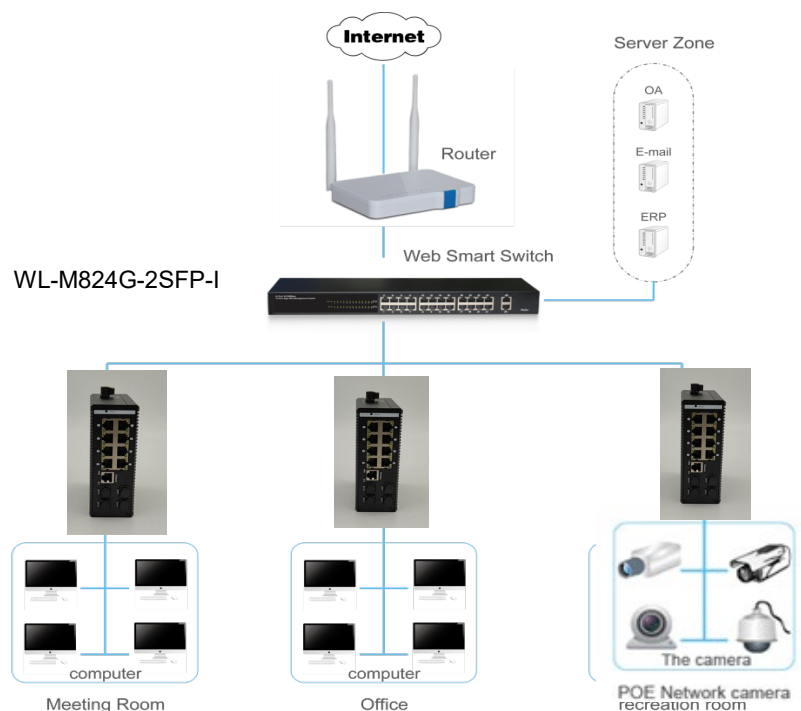 Internet
Server Zone
OA
Router
E-mail
ERP
Web Smart Switch
WL-M824G-2SFP-I
computer
computer
The camera
Meeting Room
Office
POE Network camera
recreation room